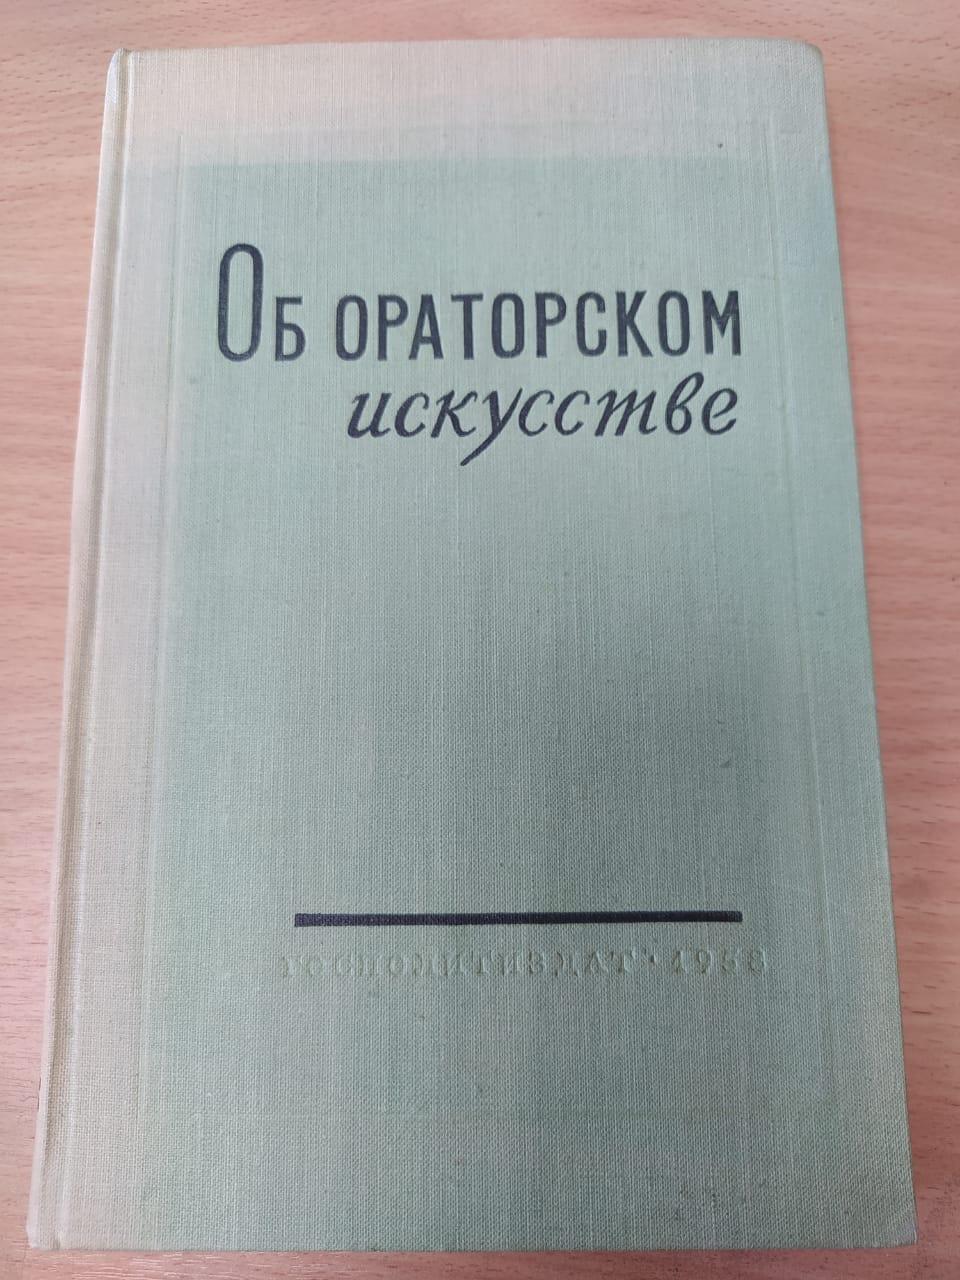 Об ораторском
искусстве
ГОСПОЛИТИЗДАТ · 1958